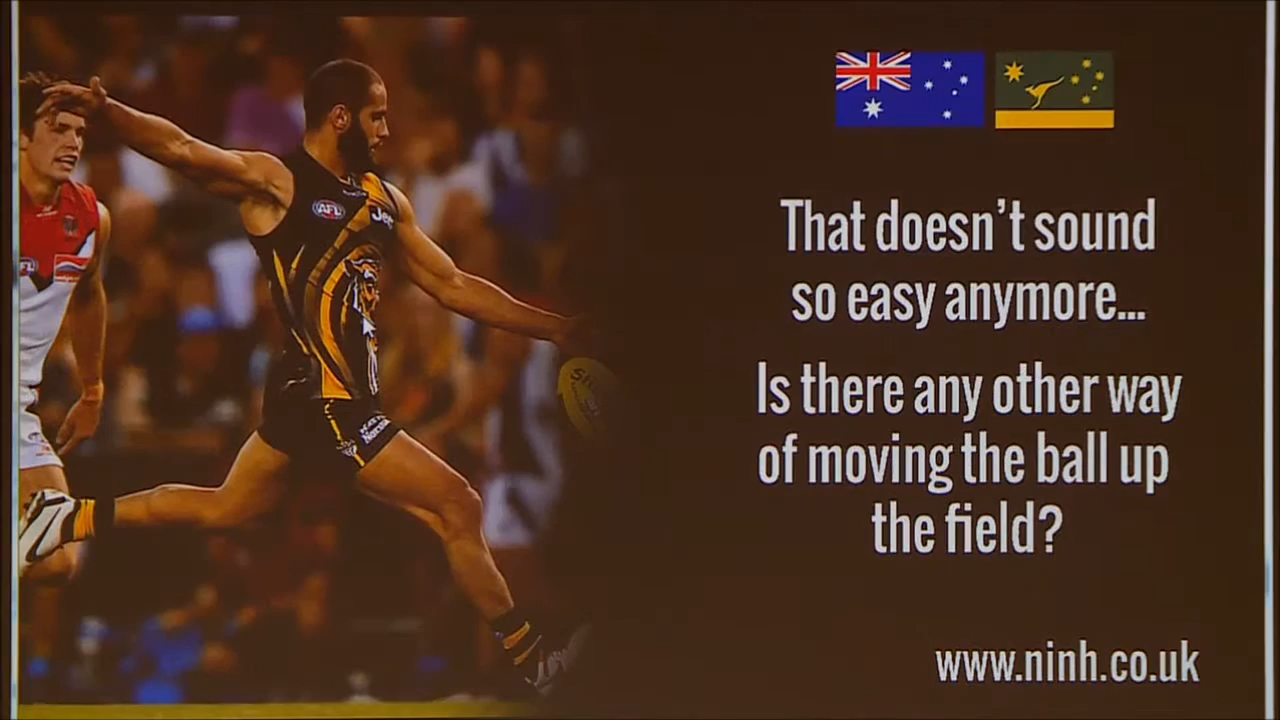 AFL
Jeep
That doesn't sound
so easy anymore...
Is there any other way
of moving the ball up
the field?
www.ninh.co.uk